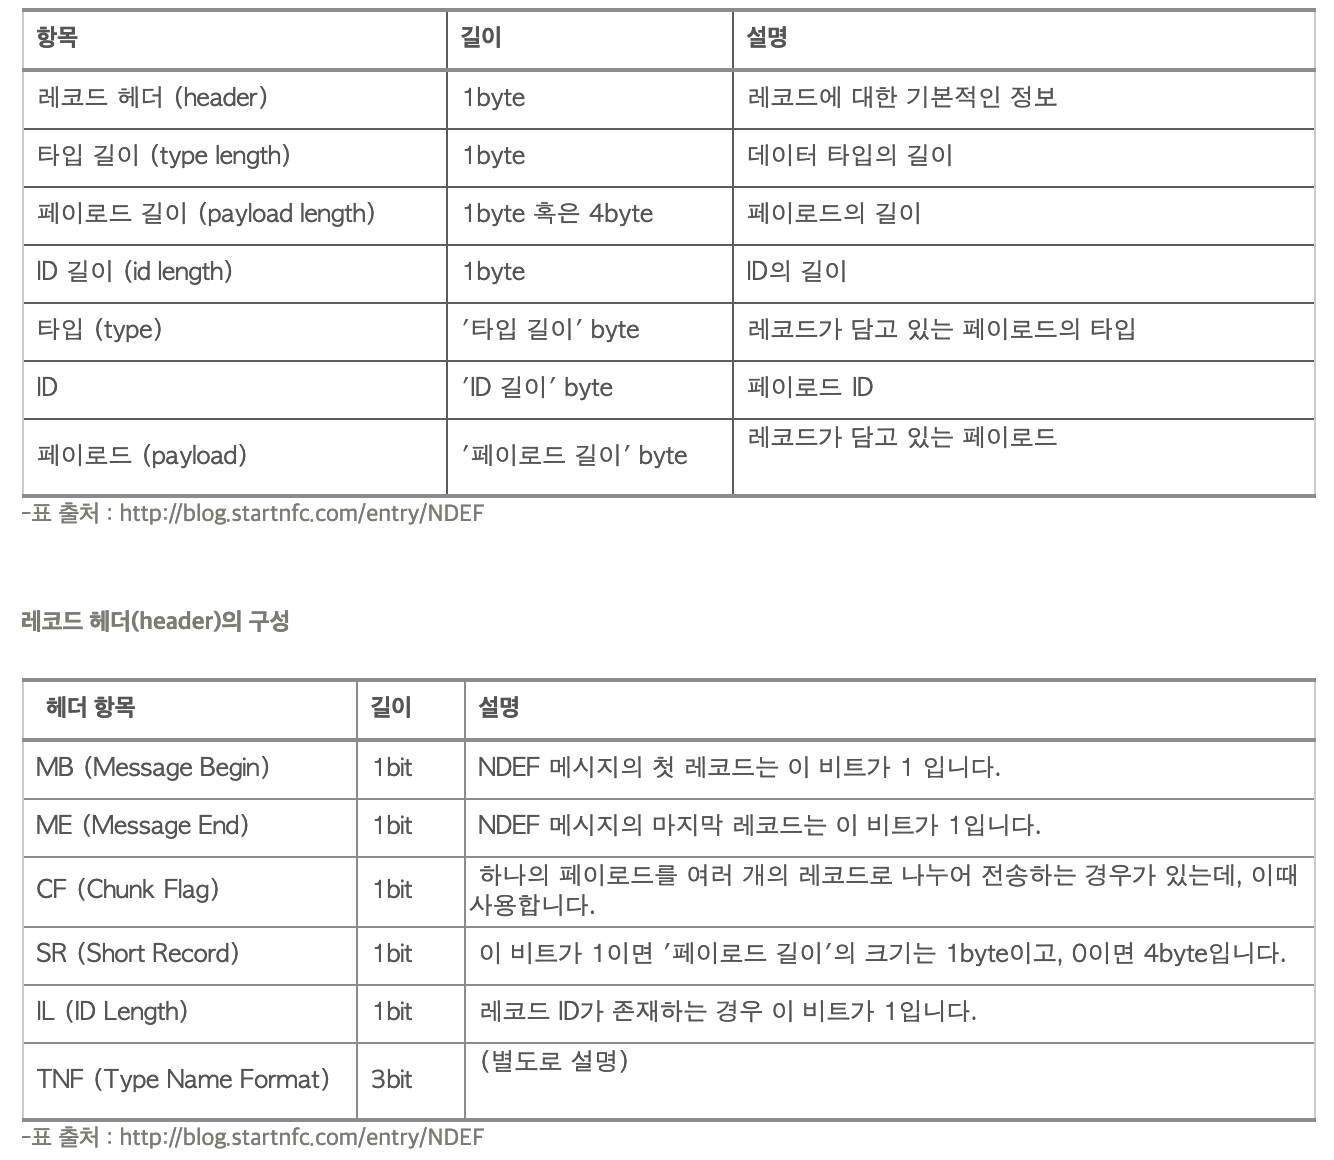 항목 길이 설명
레코드 헤더 (header) 1byte 레코드에 대한 기본적인 정보
타입 길이 (type length) 1byte 데이터 타입의 길이
페이로드 길이 (payload length) 1byte 혹은 4byte 페이로드의 길이
ID 길이 (id length) 1byte ID의 길이
타입 (type) '타입 길이' byte 레코드가 담고 있는 페이로드의 타입
ID 'ID 길이' byte 페이로드 ID
페이로드 (payload) '페이로드 길이' byte 레코드가 담고 있는 페이로드
-표 출처 : http://blog.startnfc.com/entry/NDEF
레코드 헤더(header)의 구성
헤더 항목 길이 설명
MB (Message Begin) 1bit NDEF 메시지의 첫 레코드는 이 비트가 1 입니다.
ME (Message End) 1bit NDEF 메시지의 마지막 레코드는 이 비트가 1입니다.
CF (Chunk Flag) 1bit 하나의 페이로드를 여러 개의 레코드로 나누어 전송하는 경우가 있는데, 이때
사용합니다.
SR (Short Record) 1bit 이 비트가 1이면 '페이로드 길이'의 크기는 1byte이고, 0이면 4byte입니다.
IL (ID Length) 1bit 레코드 ID가 존재하는 경우 이 비트가 1입니다.
TNF (Type Name Format) 3bit (별도로 설명)
-표 출처 : http://blog.startnfc.com/entry/NDEF